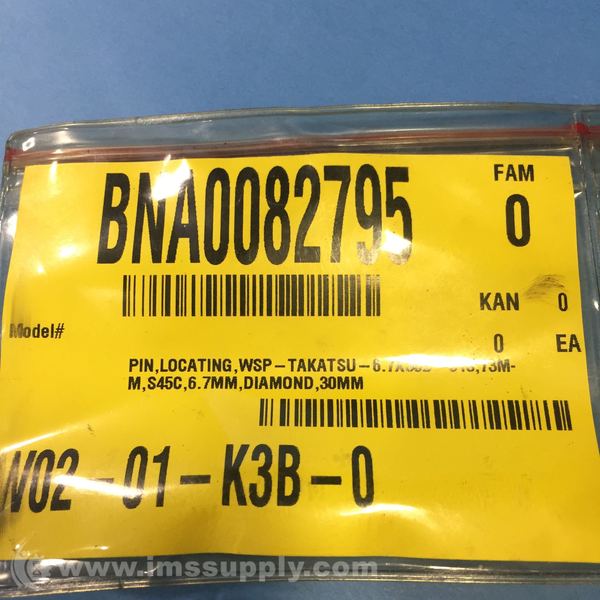 BNA0082795
FAM
0
KAN 0
Model#
0 EA
PIN,LOCATING,WSP-TAKATSU-
M,S45C,6.7MM,DIAMOND,30MM
-01-K3B-0
www.imssupply.com